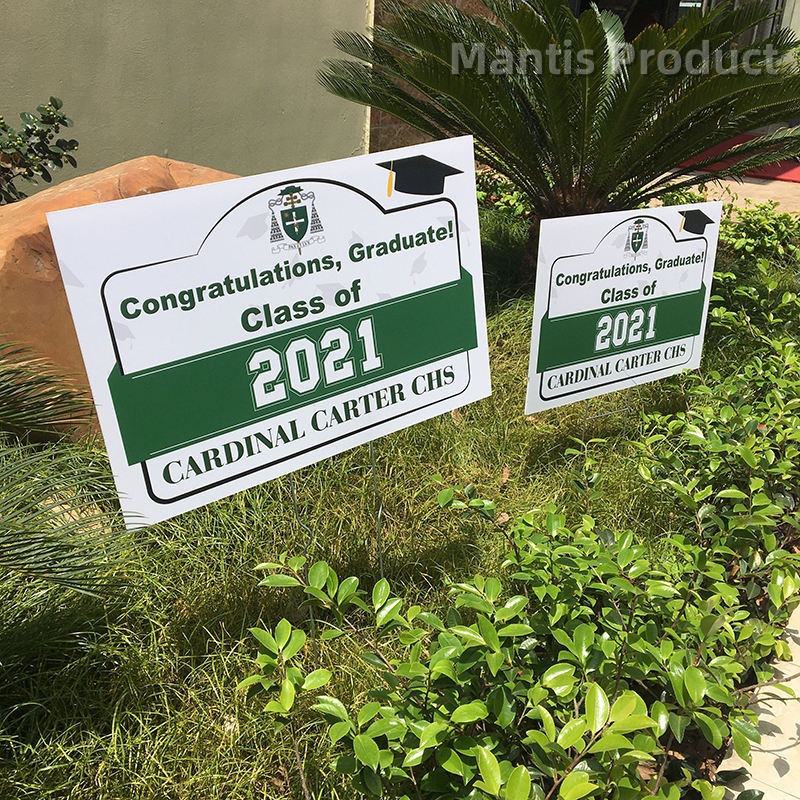 Mantis Product
Congratulations, Graduate!
Class of
2021
CARDINAL CARTER CHS
Congratulations, Graduate!
Class of
2021
CARDINAL CARTER CHS